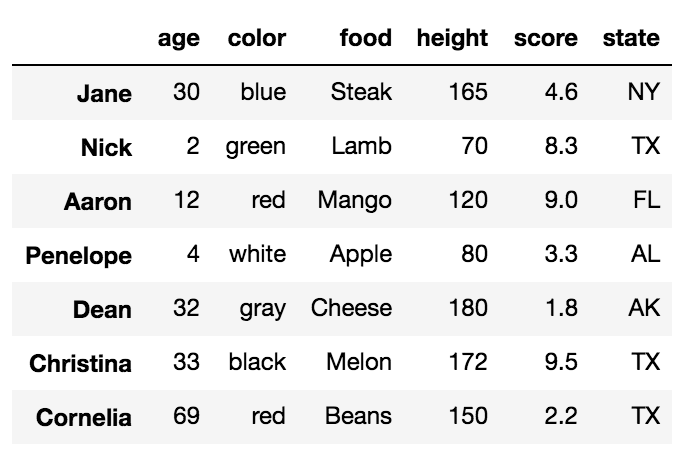 age color food height score state
Jane 30 blue Steak 165 4.6 NY
Nick 2 green Lamb 70 8.3 TX
Aaron 12 red Mango 120 9.0 FL
Penelope 4 white Apple 80 3.3 AL
Dean 32 gray Cheese 180 1.8 AK
Christina 33 black Melon 172 9.5 TX
Cornelia 69 red Beans 150 2.2 TX